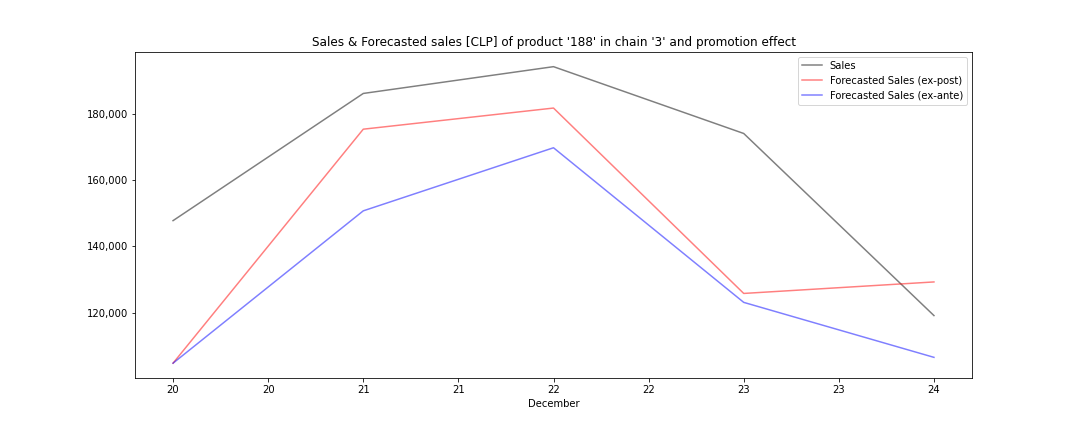 Sales & Forecasted sales [CLP] of product '188' in chain '3' and promotion effect
Sales
Forecasted Sales (ex-post)
Forecasted Sales (ex-ante)
180,000
160,000
140,000
120,000
20 20 21 21 22 22 23 23 24
December